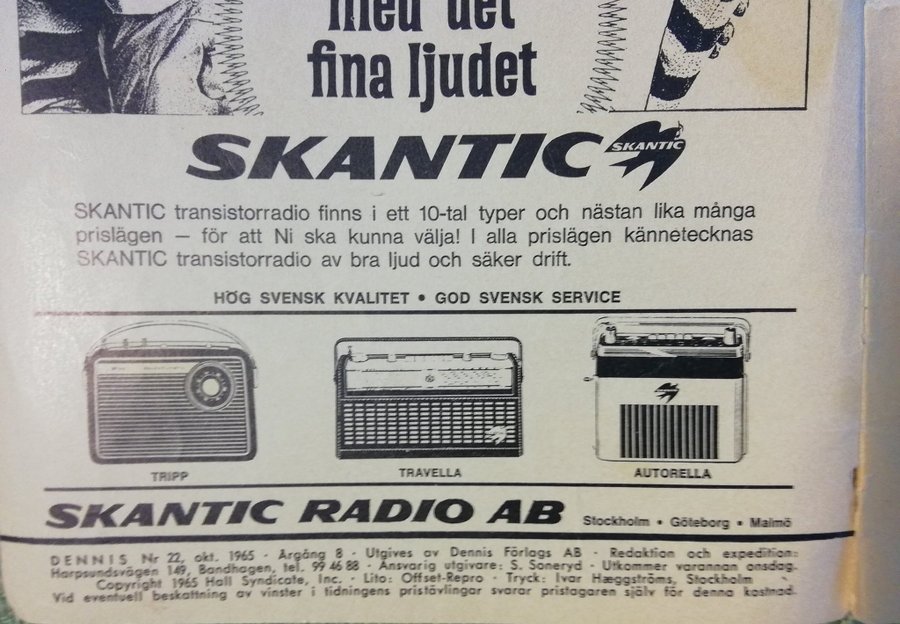 med det
fina ljudet
SKANTIC SKANTIC
SKANTIC transistorradio finns i ett 10-tal typer och nästan lika många
prislägen — för att Ni ska kunna välja! I alla prislägen kännetecknas
SKANTIC transistorradio av bra ljud och säker drift.
HÖG SVENSK KVALITET • GOD SVENSK SERVICE
TRIPP TRAVELLA AUTORELLA
SKANTIC RADIO AB Stockholm • Göteborg • Malmö
DENNIS Nr 22, okt. 1965 - Argång 8 - Utgives av Dennis Förlags AB - Redaktion och expedition:
Harpsundsvägen 149, Bandhagen, tel. 99 46 88 - Ansvarig utgivare: S. Soneryd - Utkommer varannan onsdag.
Copyright 1965 Hall Syndicate, Inc. - Lito: Offset-Repro - Tryck: Ivar Hæggströms, Stockholm
Vid eventuell beskattning av vinster i tidningens pristävlingar svarar pristagaren själv för denna kostnad.